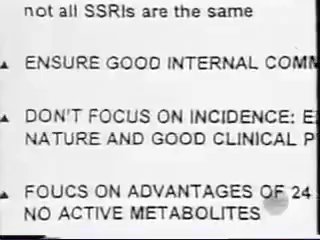 not all SSRIs are the same
ENSURE GOOD INTERNAL COMM
DON'T FOCUS ON INCIDENCE: E
NATURE AND GOOD CLINICAL P
FOUCS ON ADVANTAGES OF 24
NO ACTIVE METABOLITES